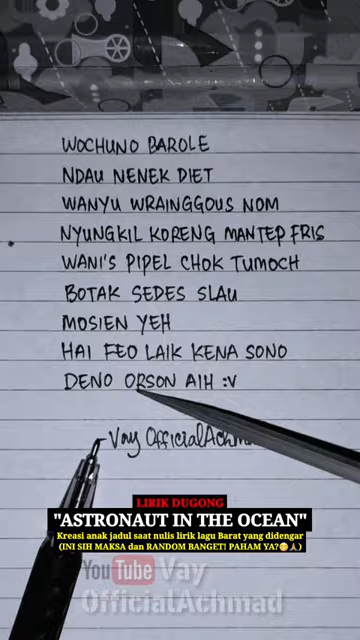 WOCHUNO BAROLE
NDAU NENEK DIET
WANYU WRAINGGOUS NOM
NYUNGKIL KORENG MANTEP FRIS
WANI'S PIPEL CHOK TUMOCH
BOTAK SEDES SLAU
MOSIEN YEH
HAI FEO LAIK KENA SONO
DENO ORSON AIH :V
Vay OfficialAchmad
LIRIK DUGONG
"ASTRONAUT IN THE OCEAN"
Kreasi anak jadul saat nulis lirik lagu Barat yang didengar
(INI SIH MAKSA dan RANDOM BANGET! PAHAM YA?😁🙏)
YouTube Vay
OfficialAchmad